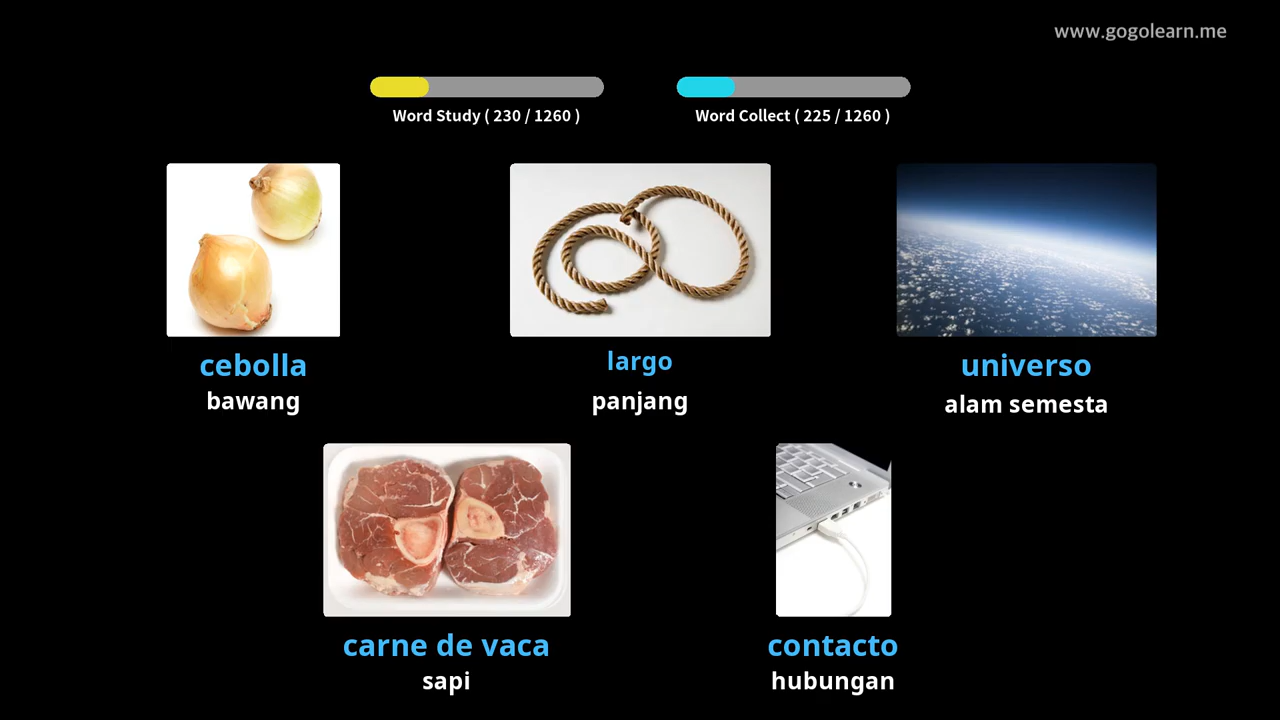 www.gogolearn.me
Word Study ( 230 / 1260 )
Word Collect ( 225 / 1260 )
cebolla
bawang
largo
panjang
universo
alam semesta
carne de vaca
sapi
contacto
hubungan